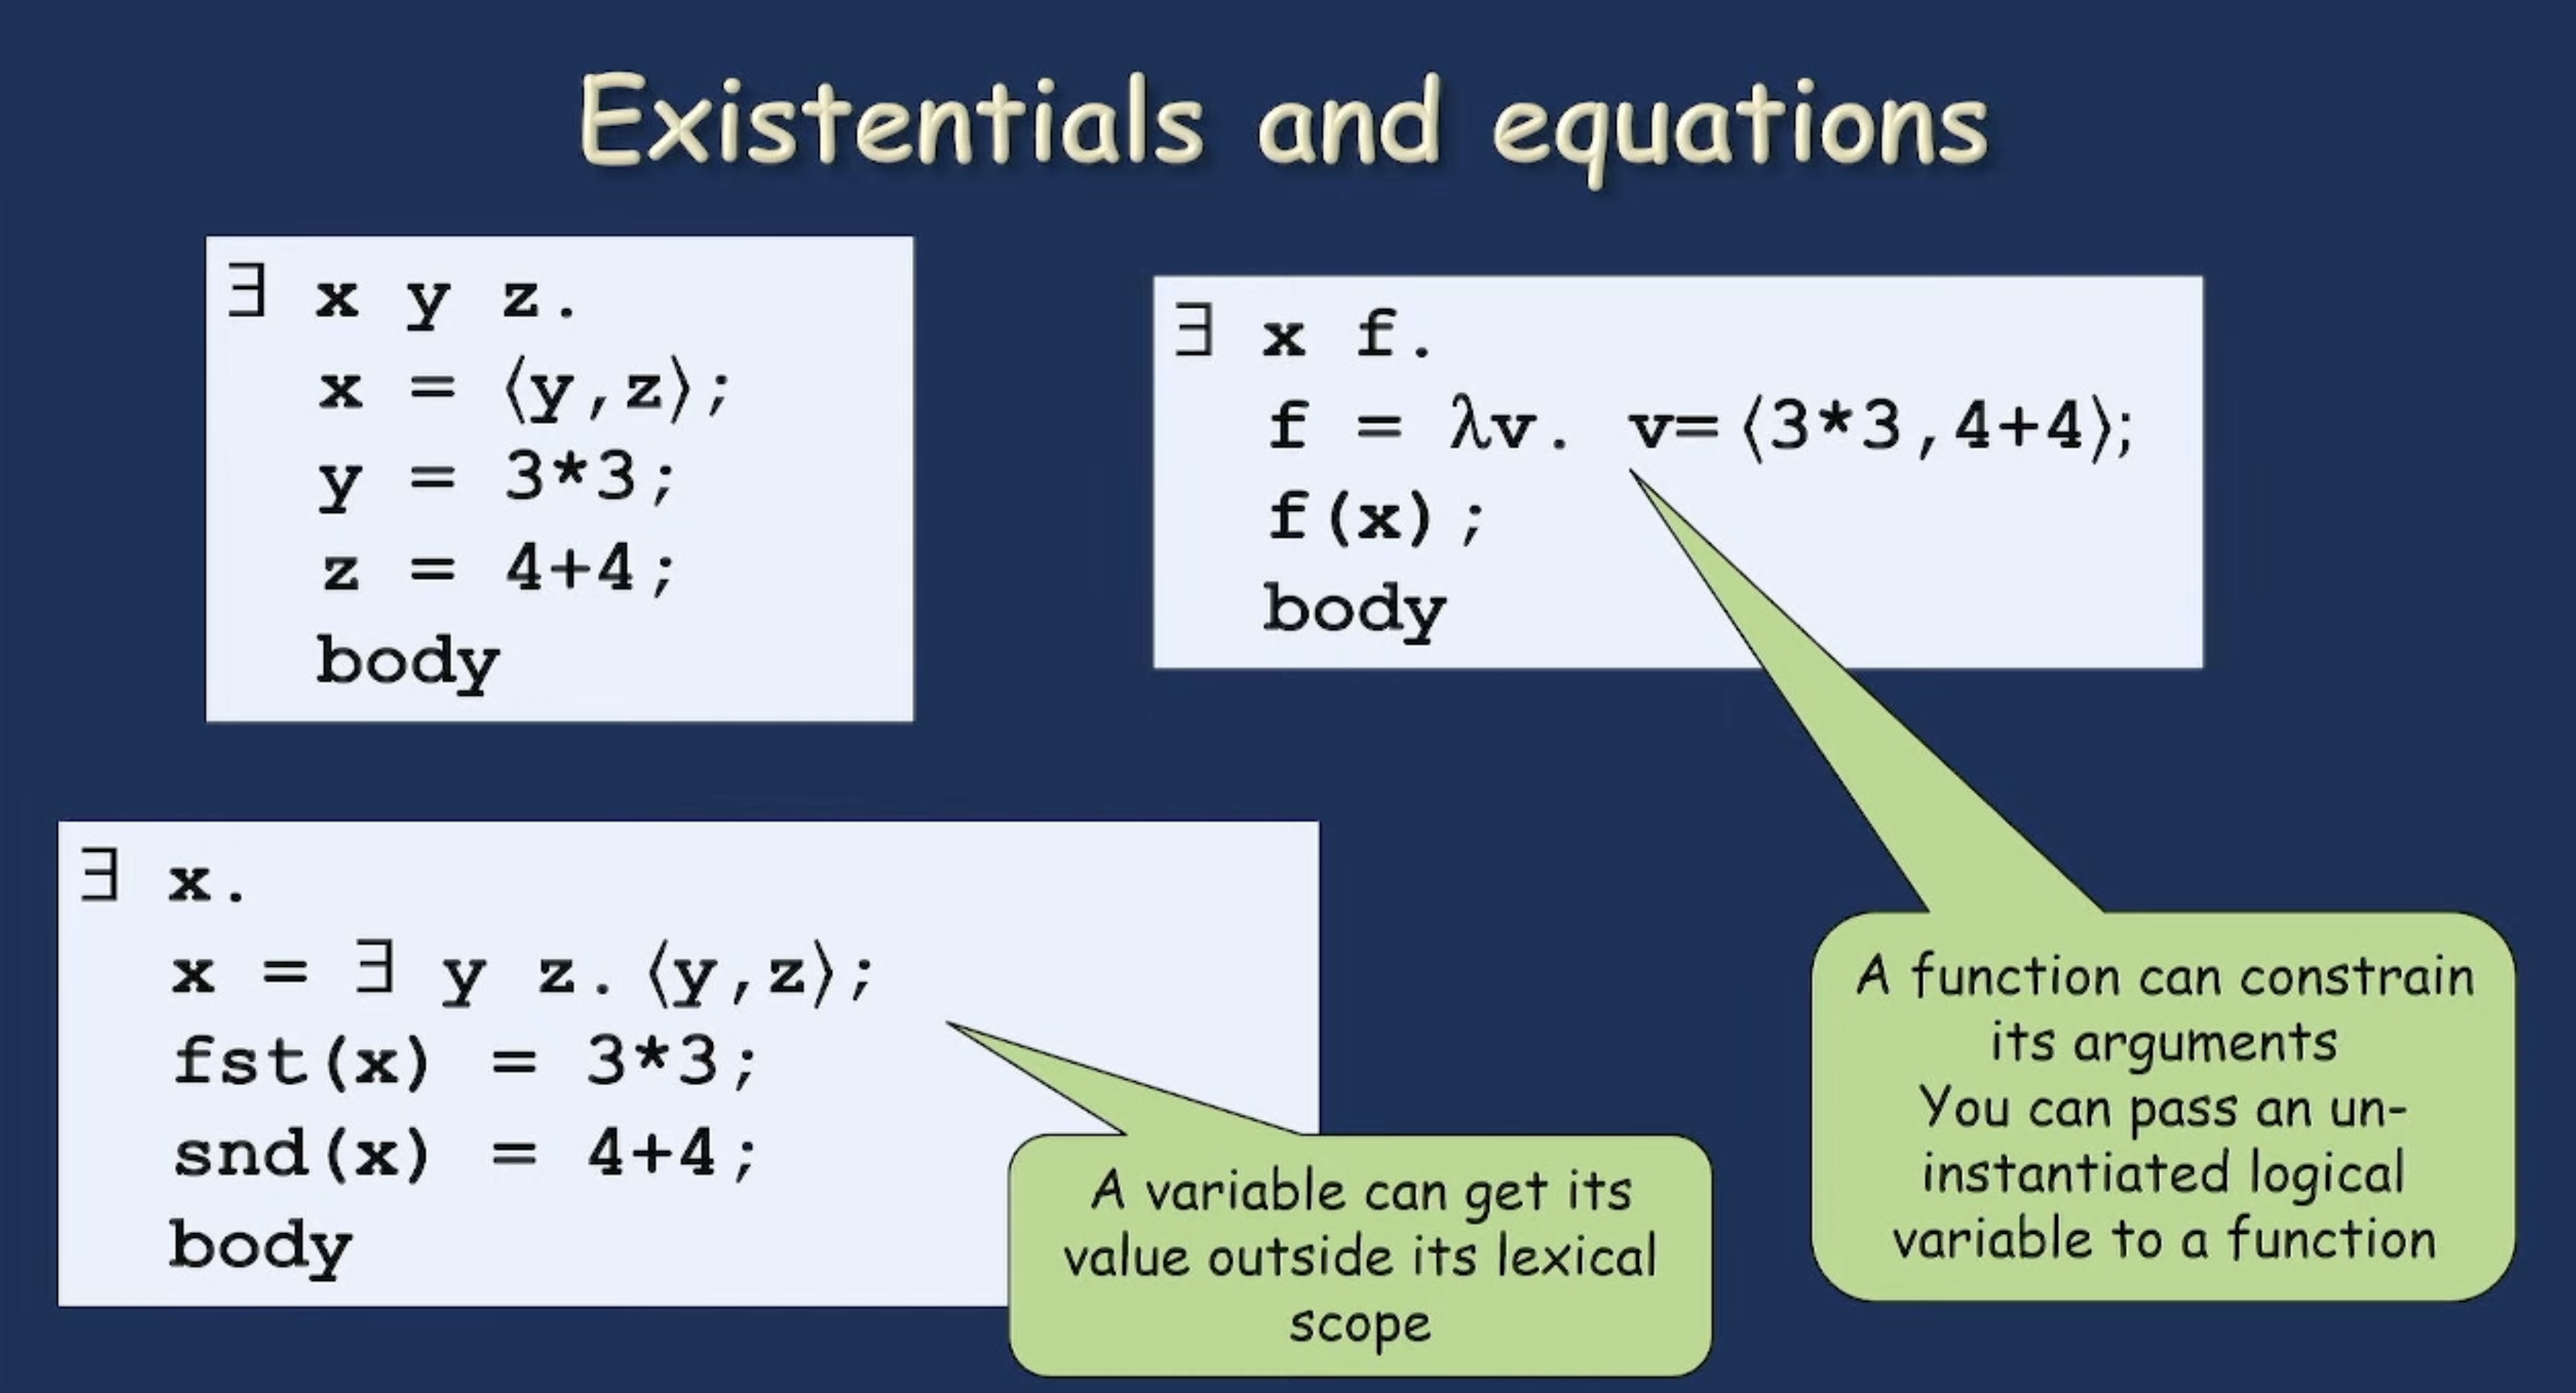 Existentials and equations
∃ x y z.
x = ⟨y,z⟩;
y = 3*3;
z = 4+4;
body
∃ x f.
f = λv. v=⟨3*3,4+4⟩;
f(x);
body
∃ x.
x = ∃ y z.⟨y,z⟩;
fst(x) = 3*3;
snd(x) = 4+4;
body
A variable can get its
value outside its lexical
scope
A function can constrain
its arguments
You can pass an un-
instantiated logical
variable to a function